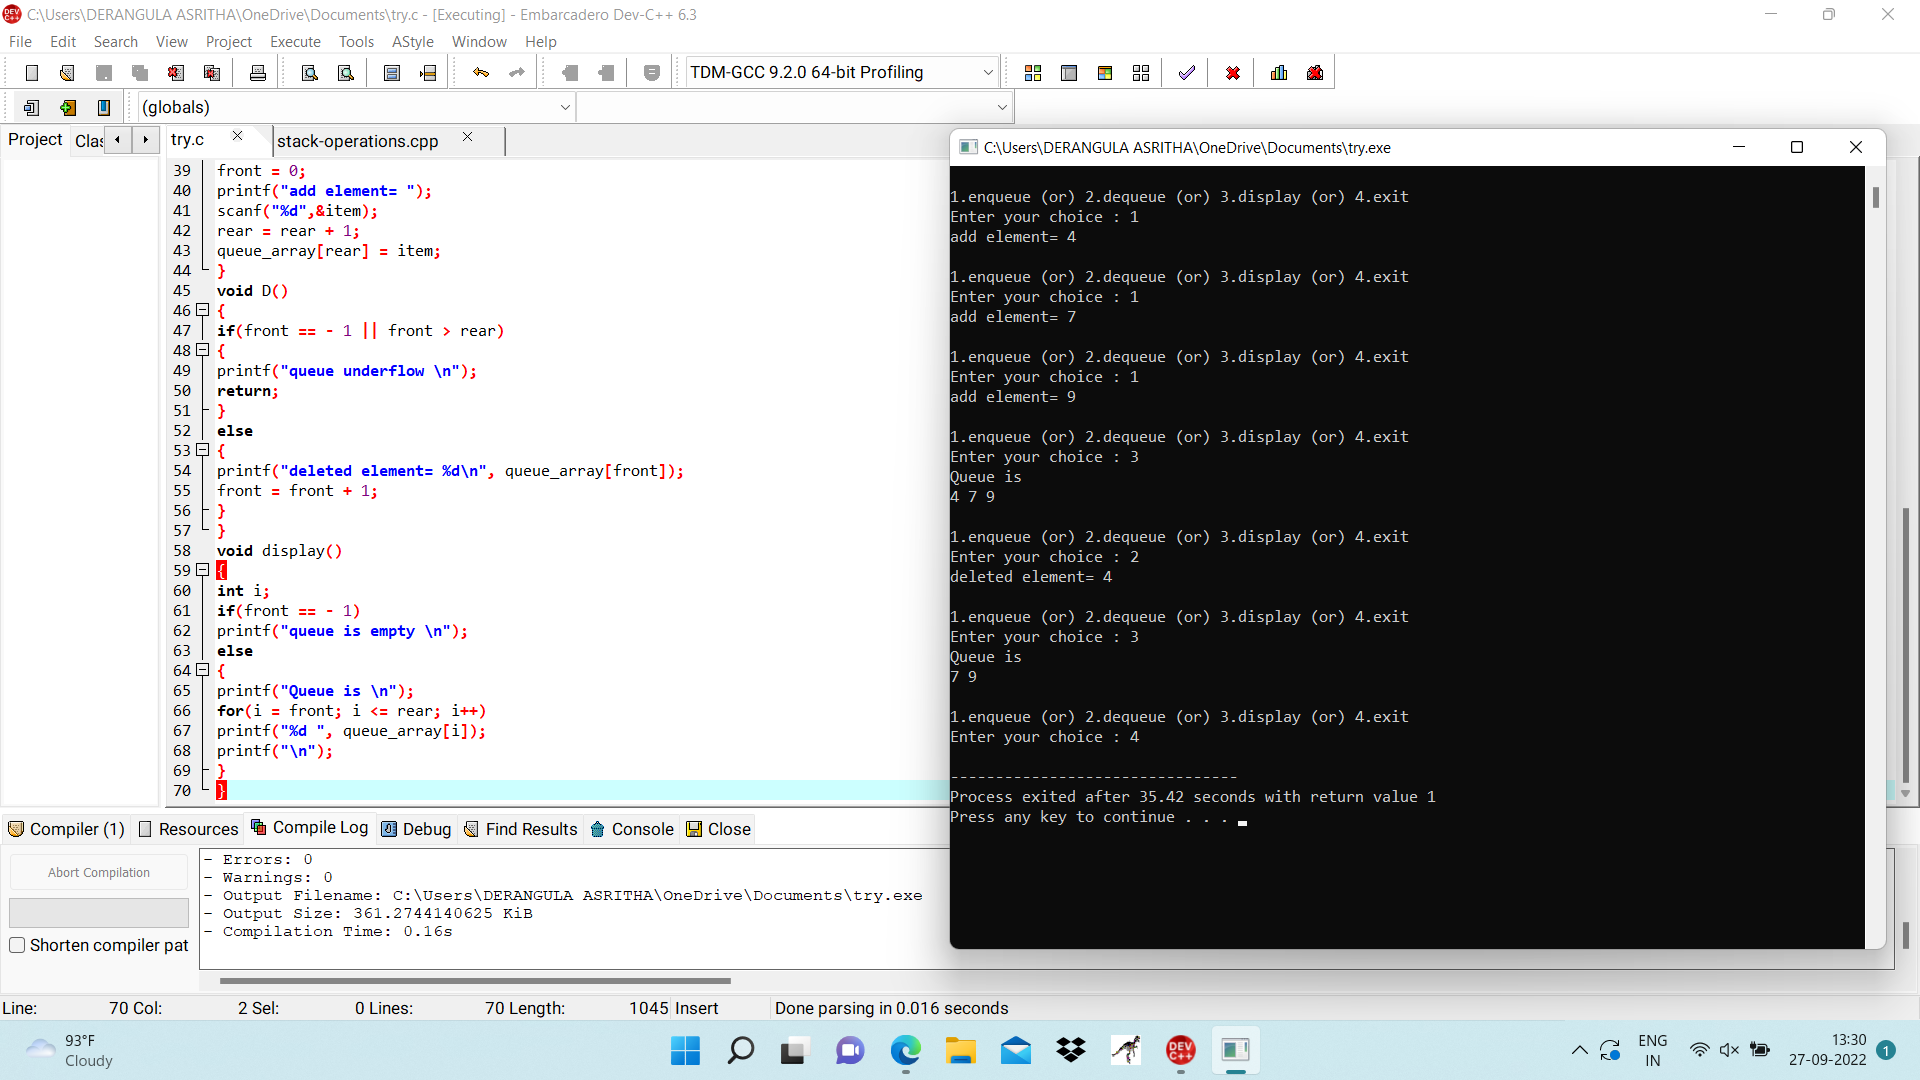 C:\Users\DERANGULA ASRITHA\OneDrive\Documents\try.c - [Executing] - Embarcadero Dev-C++ 6.3
File Edit Search View Project Execute Tools AStyle Window Help
TDM-GCC 9.2.0 64-bit Profiling
(globals)
Project Clas try.c stack-operations.cpp
39 front = 0;
40 printf("add element= ");
41 scanf("%d",&item);
42 rear = rear + 1;
43 queue_array[rear] = item;
44 }
45 void D()
46 {
47 if(front == - 1 || front > rear)
48 {
49 printf("queue underflow \n");
50 return;
51 }
52 else
53 {
54 printf("deleted element= %d\n", queue_array[front]);
55 front = front + 1;
56 }
57 }
58 void display()
59 {
60 int i;
61 if(front == - 1)
62 printf("queue is empty \n");
63 else
64 {
65 printf("Queue is \n");
66 for(i = front; i <= rear; i++)
67 printf("%d ", queue_array[i]);
68 printf("\n");
69 }
70 }
C:\Users\DERANGULA ASRITHA\OneDrive\Documents\try.exe
1.enqueue (or) 2.dequeue (or) 3.display (or) 4.exit
Enter your choice : 1
add element= 4
1.enqueue (or) 2.dequeue (or) 3.display (or) 4.exit
Enter your choice : 1
add element= 7
1.enqueue (or) 2.dequeue (or) 3.display (or) 4.exit
Enter your choice : 1
add element= 9
1.enqueue (or) 2.dequeue (or) 3.display (or) 4.exit
Enter your choice : 3
Queue is
4 7 9
1.enqueue (or) 2.dequeue (or) 3.display (or) 4.exit
Enter your choice : 2
deleted element= 4
1.enqueue (or) 2.dequeue (or) 3.display (or) 4.exit
Enter your choice : 3
Queue is
7 9
1.enqueue (or) 2.dequeue (or) 3.display (or) 4.exit
Enter your choice : 4
--------------------------------
Process exited after 35.42 seconds with return value 1
Press any key to continue . . .
Compiler (1) Resources Compile Log Debug Find Results Console Close
Abort Compilation
Shorten compiler pat
- Errors: 0
- Warnings: 0
- Output Filename: C:\Users\DERANGULA ASRITHA\OneDrive\Documents\try.exe
- Output Size: 361.2744140625 KiB
- Compilation Time: 0.16s
Line: 70 Col: 2 Sel: 0 Lines: 70 Length: 1045 Insert Done parsing in 0.016 seconds
93°F
Cloudy
DEV C++
ENG
IN
13:30
27-09-2022
1